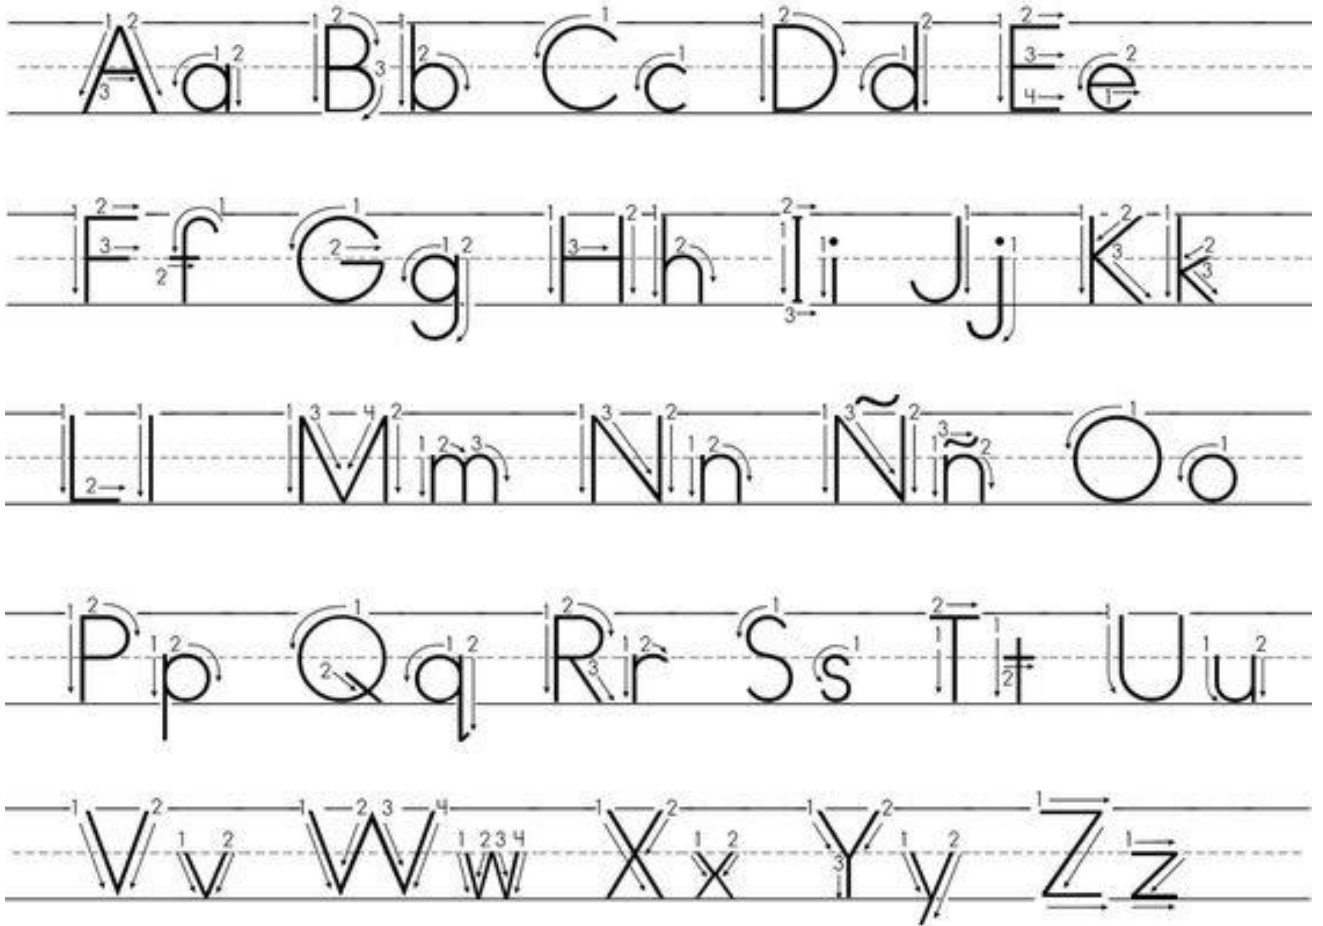 Aa Bb Cc Dd Ee
Ff Gg Hh Ii Jj Kk
Ll Mm Nn Ññ Oo
Pp Qq Rr Ss Tt Uu
Vv Ww Xx Yy Zz